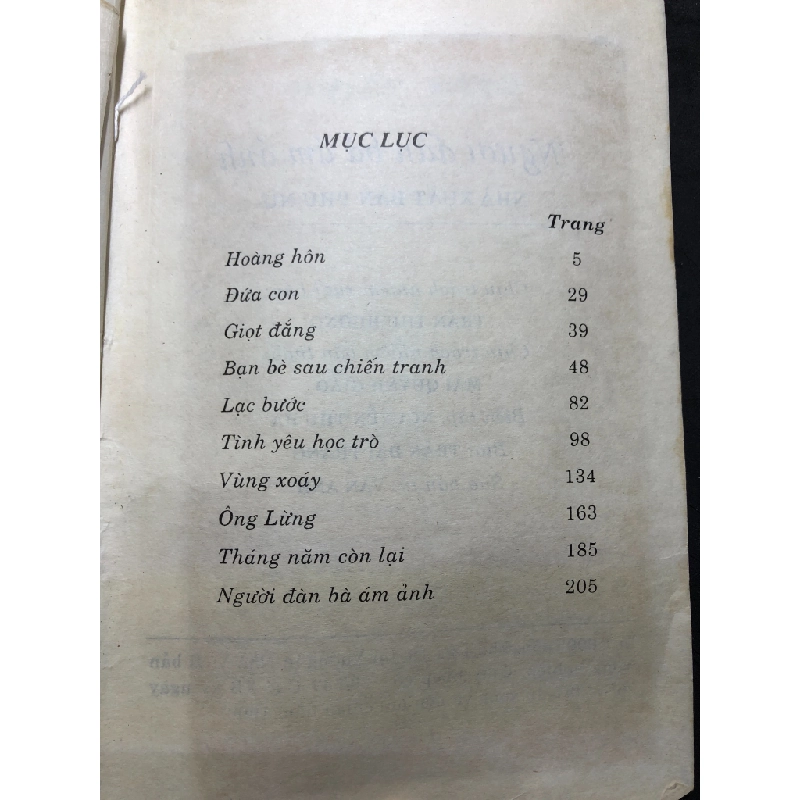 MỤC LỤC
Trang
Hoàng hôn 5
Đứa con 29
Giọt đắng 39
Bạn bè sau chiến tranh 48
Lạc bước 82
Tình yêu học trò 98
Vùng xoáy 134
Ông Lừng 163
Tháng năm còn lại 185
Người đàn bà ám ảnh 205